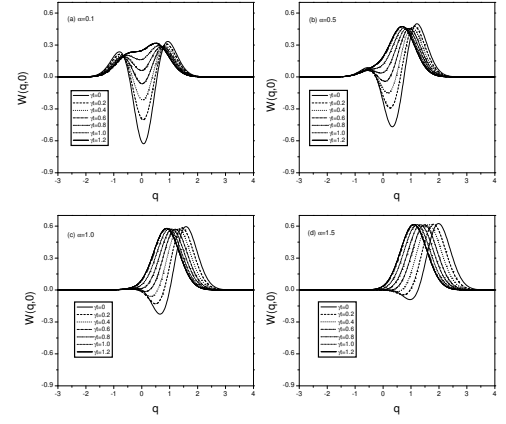 (a) α=0.1
W(q,0)
0.6
0.3
0.0
-0.3
-0.6
-0.9
γt=0
γt=0.2
γt=0.4
γt=0.6
γt=0.8
γt=1.0
γt=1.2
-3 -2 -1 0 1 2 3 4
q
(b) α=0.5
W(q,0)
0.6
0.3
0.0
-0.3
-0.6
-0.9
γt=0
γt=0.2
γt=0.4
γt=0.6
γt=0.8
γt=1.0
γt=1.2
-3 -2 -1 0 1 2 3 4
q
(c) α=1.0
W(q,0)
0.6
0.3
0.0
-0.3
-0.6
-0.9
γt=0
γt=0.2
γt=0.4
γt=0.6
γt=0.8
γt=1.0
γt=1.2
-3 -2 -1 0 1 2 3 4
q
(d) α=1.5
W(q,0)
0.6
0.3
0.0
-0.3
-0.6
-0.9
γt=0
γt=0.2
γt=0.4
γt=0.6
γt=0.8
γt=1.0
γt=1.2
-3 -2 -1 0 1 2 3 4
q